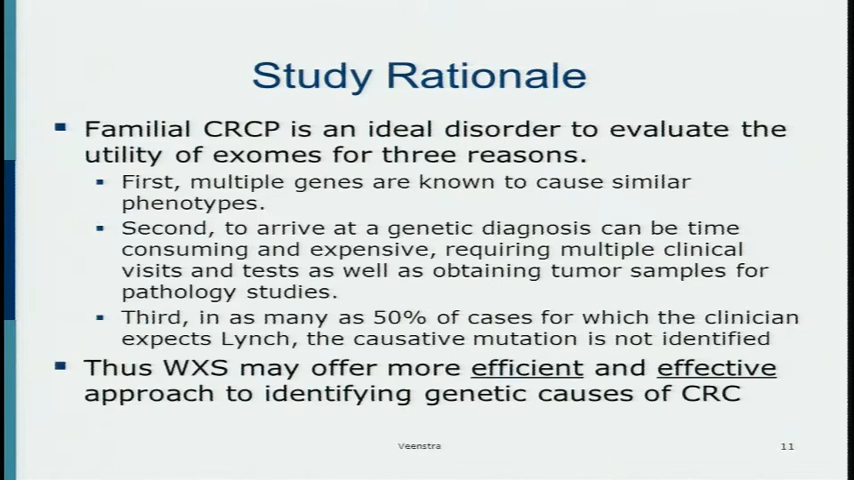 Study Rationale
Familial CRCP is an ideal disorder to evaluate the
utility of exomes for three reasons.
First, multiple genes are known to cause similar
phenotypes.
Second, to arrive at a genetic diagnosis can be time
consuming and expensive, requiring multiple clinical
visits and tests as well as obtaining tumor samples for
pathology studies.
Third, in as many as 50% of cases for which the clinician
expects Lynch, the causative mutation is not identified
Thus WXS may offer more efficient and effective
approach to identifying genetic causes of CRC
Veenstra
11